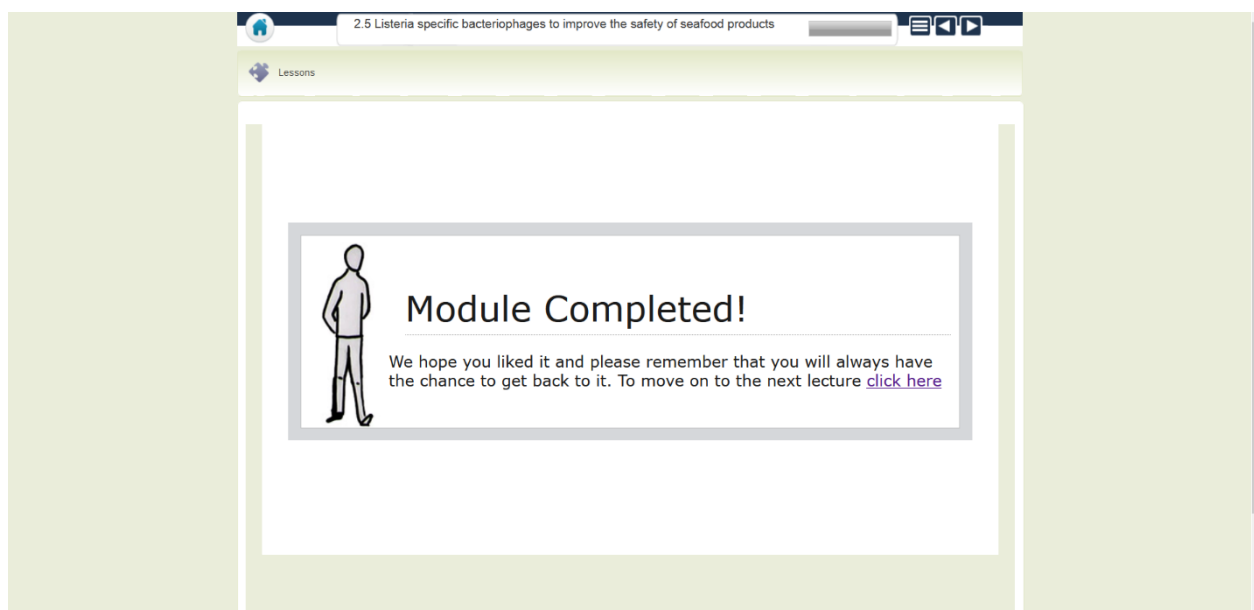 2.5 Listeria specific bacteriophages to improve the safety of seafood products
Lessons
Module Completed!
We hope you liked it and please remember that you will always have
the chance to get back to it. To move on to the next lecture click here